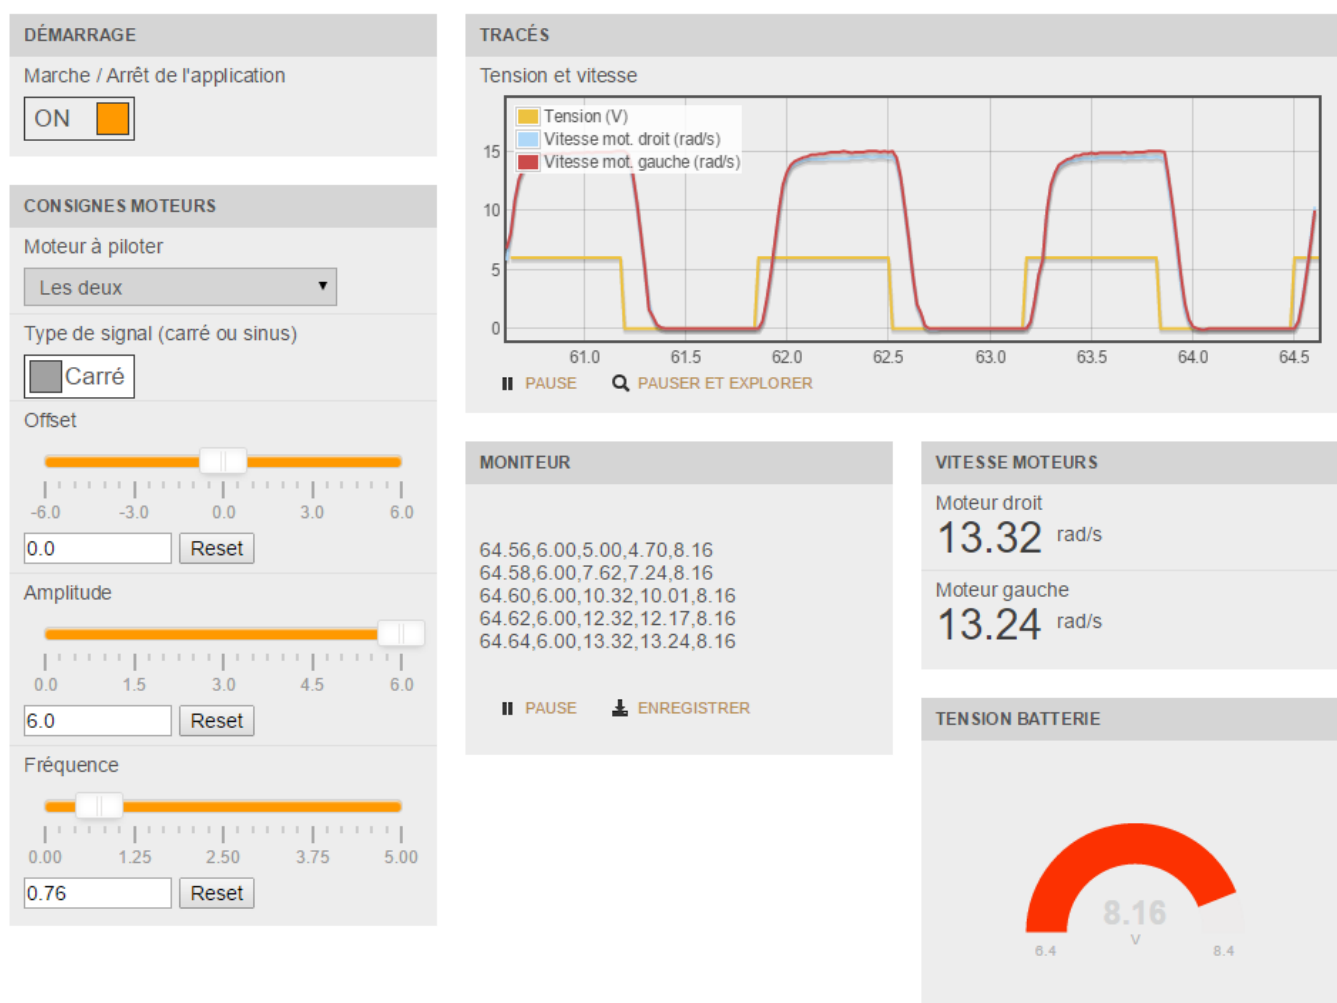 DÉMARRAGE
Marche / Arrêt de l'application
ON
CONSIGNES MOTEURS
Moteur à piloter
Les deux
Type de signal (carré ou sinus)
Carré
Offset
-6.0 -3.0 0.0 3.0 6.0
0.0 Reset
Amplitude
0.0 1.5 3.0 4.5 6.0
6.0 Reset
Fréquence
0.00 1.25 2.50 3.75 5.00
0.76 Reset
TRACÉS
Tension et vitesse
Tension (V)
Vitesse mot. droit (rad/s)
Vitesse mot. gauche (rad/s)
15
10
5
0
61.0 61.5 62.0 62.5 63.0 63.5 64.0 64.5
PAUSE PAUSER ET EXPLORER
MONITEUR
64.56,6.00,5.00,4.70,8.16
64.58,6.00,7.62,7.24,8.16
64.60,6.00,10.32,10.01,8.16
64.62,6.00,12.32,12.17,8.16
64.64,6.00,13.32,13.24,8.16
PAUSE ENREGISTRER
VITESSE MOTEURS
Moteur droit
13.32 rad/s
Moteur gauche
13.24 rad/s
TENSION BATTERIE
8.16
V
6.4 8.4